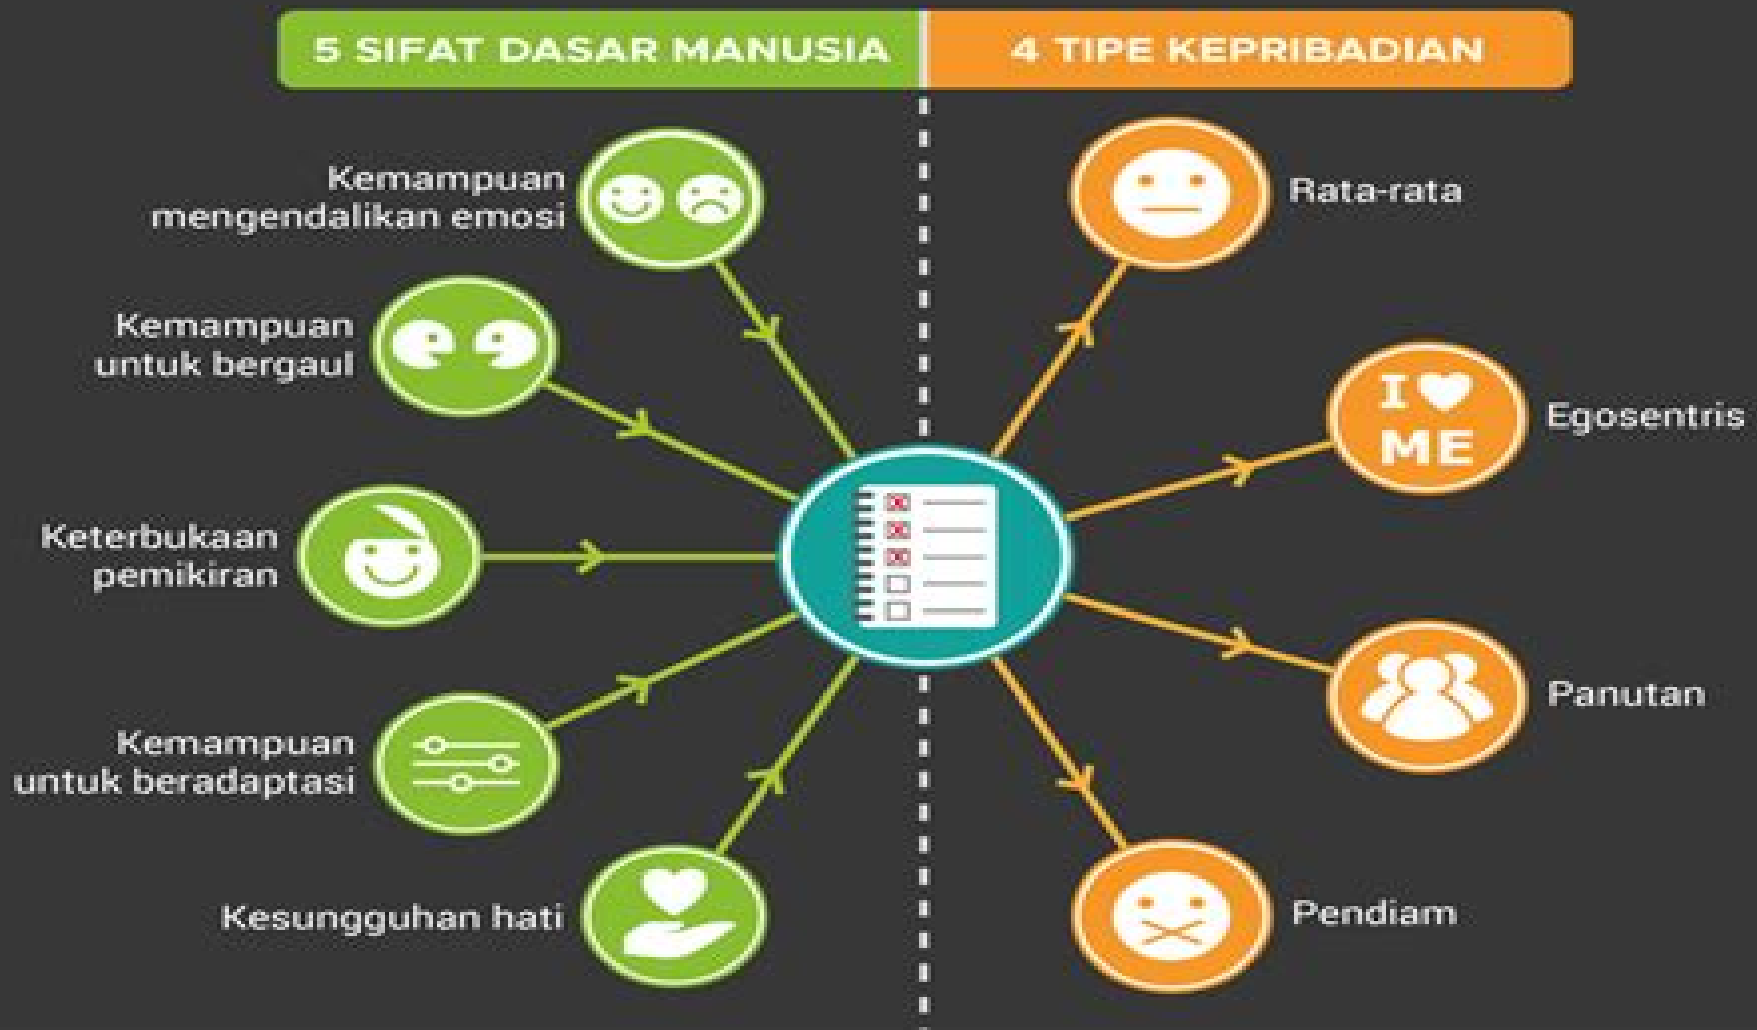 5 SIFAT DASAR MANUSIA
4 TIPE KEPRIBADIAN
Kemampuan
mengendalikan emosi
Kemampuan
untuk bergaul
Keterbukaan
pemikiran
Kemampuan
untuk beradaptasi
Kesungguhan hati
Rata-rata
I
ME
Egosentris
Panutan
Pendiam